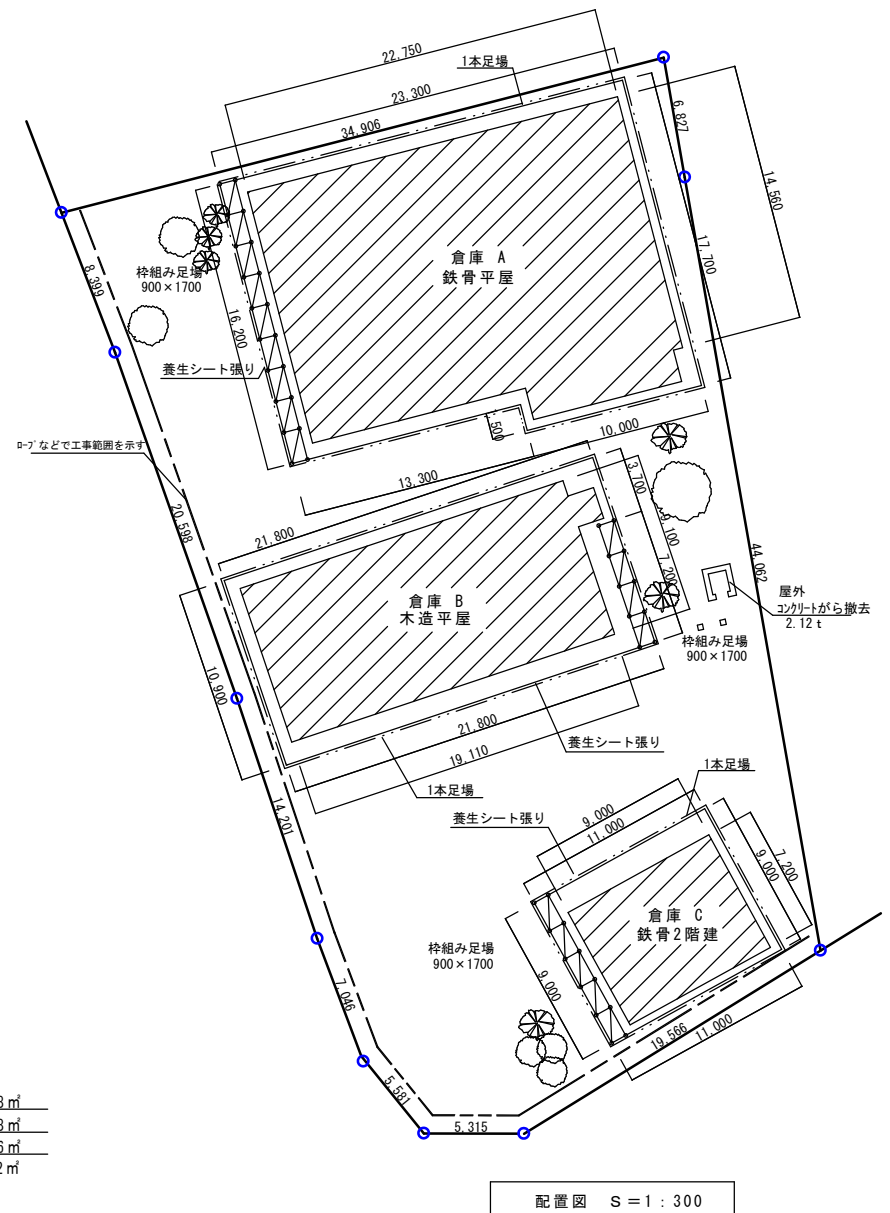 22,750
1本足場
23,300
34,906
6,827
14,560
17,700
倉庫 A
鉄骨平屋
8,399
枠組み足場
900×1700
16,200
養生シート張り
10,000
1,500
ロープなどで工事範囲を示す
13,300
3,700
9,100
7,200
20,598
21,800
44,062
倉庫 B
木造平屋
屋外
コンクリートがら撤去
2.12ｔ
枠組み足場
900×1700
10,900
21,800
19,110
養生シート張り
1本足場
1本足場
14,201
養生シート張り
9,000
11,000
7,200
9,000
倉庫 C
鉄骨2階建
枠組み足場
900×1700
9,000
7,046
19,566
11,000
5,581
5,315
㎡
㎡
㎡
㎡
配置図 S＝1：300